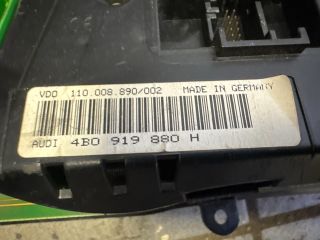 VDO 110.008.890/002 MADE IN GERMANY
AUDI 4B0 919 880 H